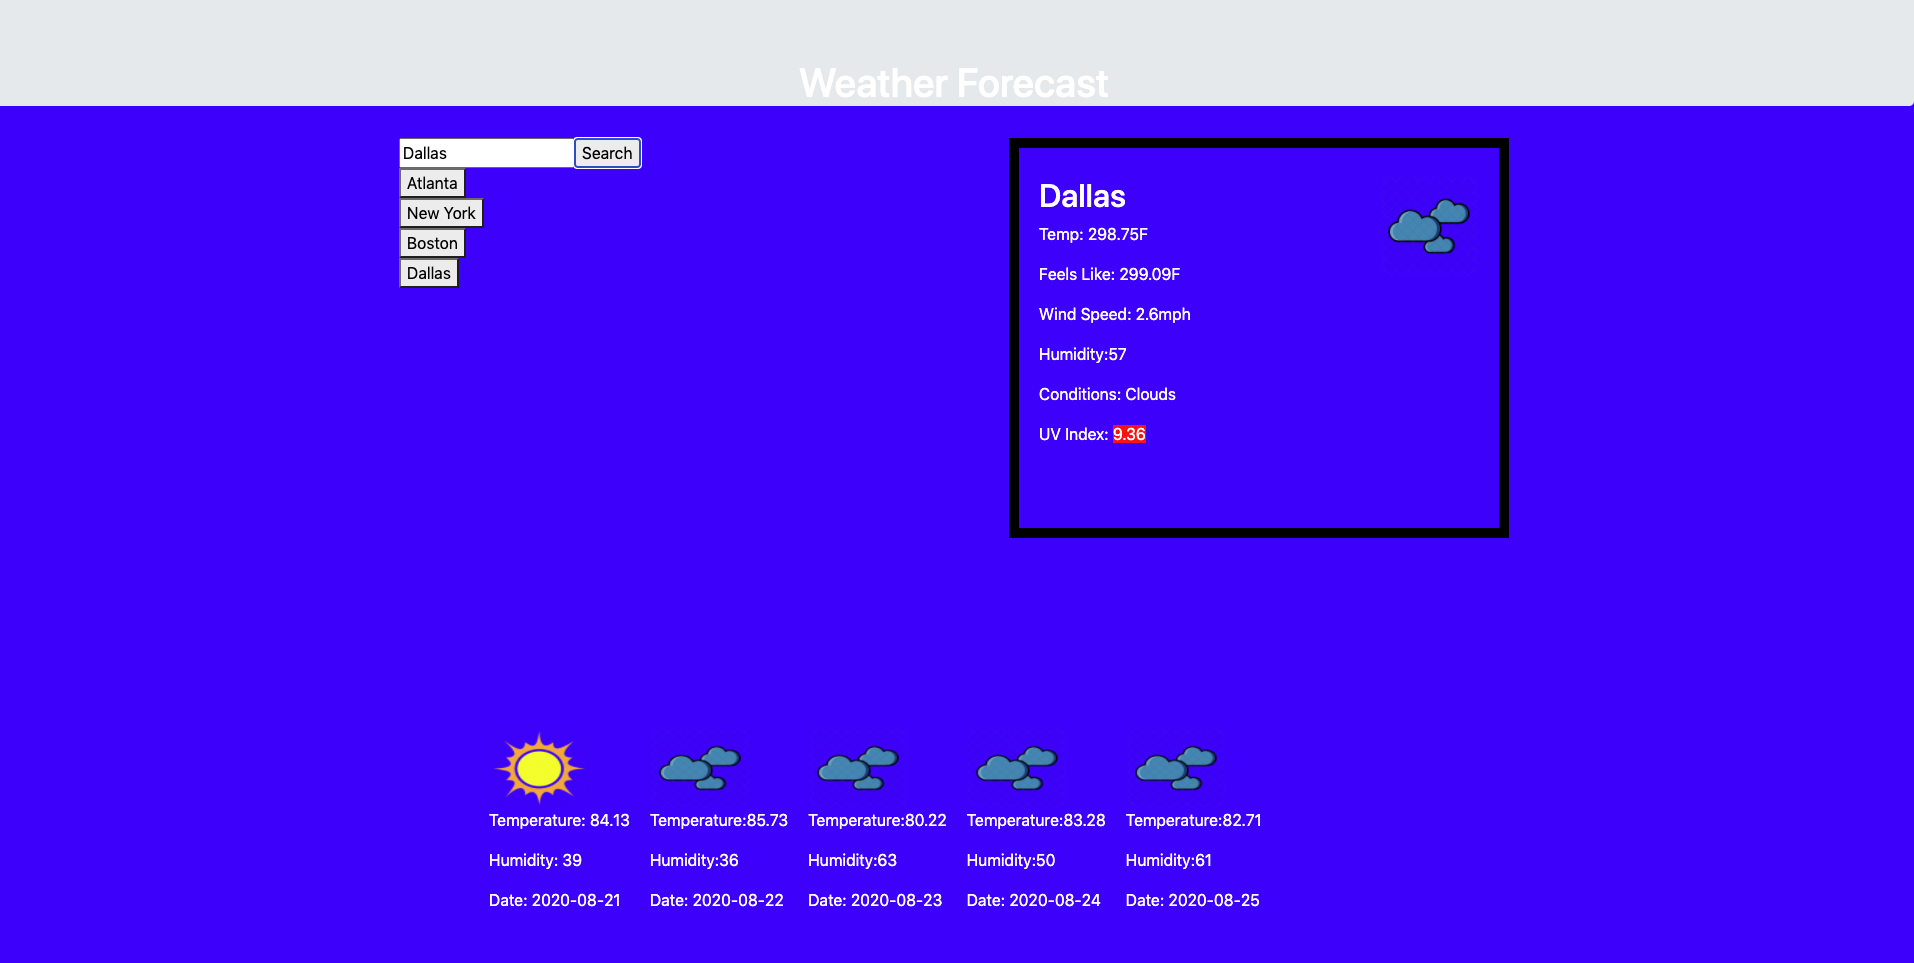 Weather Forecast
Dallas Search
Atlanta
New York
Boston
Dallas
Dallas
Temp: 298.75F
Feels Like: 299.09F
Wind Speed: 2.6mph
Humidity:57
Conditions: Clouds
UV Index: 9.36
Temperature: 84.13
Humidity: 39
Date: 2020-08-21
Temperature:85.73
Humidity:36
Date: 2020-08-22
Temperature:80.22
Humidity:63
Date: 2020-08-23
Temperature:83.28
Humidity:50
Date: 2020-08-24
Temperature:82.71
Humidity:61
Date: 2020-08-25